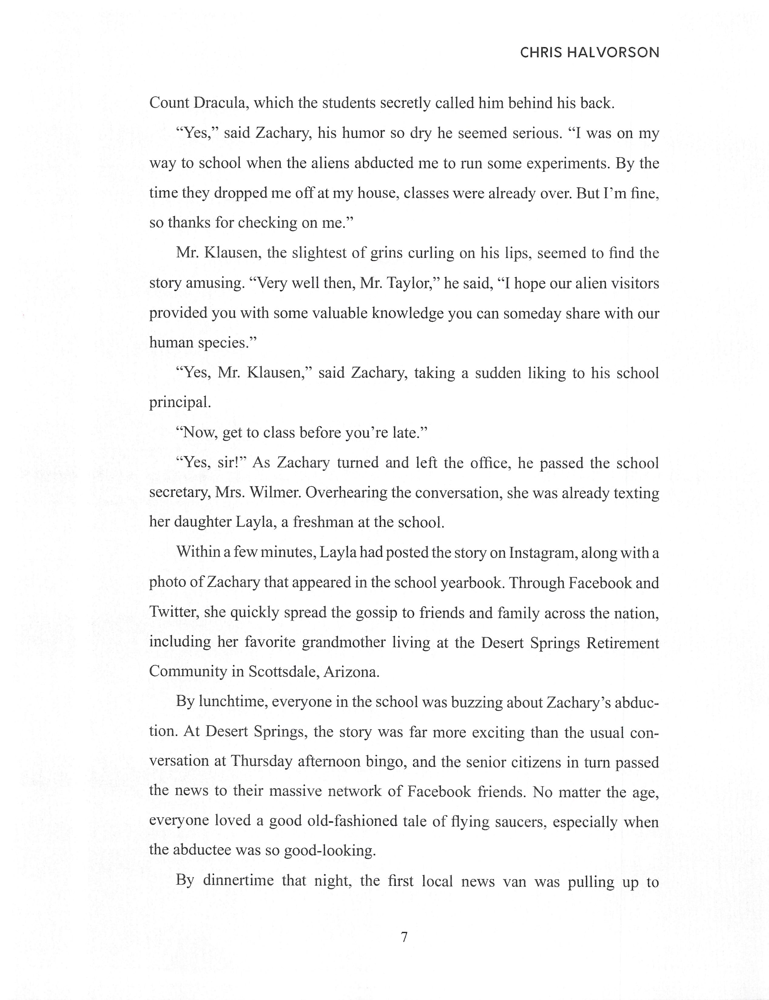 CHRIS HALVORSON
Count Dracula, which the students secretly called him behind his back.
“Yes,” said Zachary, his humor so dry he seemed serious. “I was on my
way to school when the aliens abducted me to run some experiments. By the
time they dropped me off at my house, classes were already over. But I’m fine,
so thanks for checking on me.”
Mr. Klausen, the slightest of grins curling on his lips, seemed to find the
story amusing. “Very well then, Mr. Taylor,” he said, “I hope our alien visitors
provided you with some valuable knowledge you can someday share with our
human species.”
“Yes, Mr. Klausen,” said Zachary, taking a sudden liking to his school
principal.
“Now, get to class before you’re late.”
“Yes, sir!” As Zachary turned and left the office, he passed the school
secretary, Mrs. Wilmer. Overhearing the conversation, she was already texting
her daughter Layla, a freshman at the school.
Within a few minutes, Layla had posted the story on Instagram, along with a
photo of Zachary that appeared in the school yearbook. Through Facebook and
Twitter, she quickly spread the gossip to friends and family across the nation,
including her favorite grandmother living at the Desert Springs Retirement
Community in Scottsdale, Arizona.
By lunchtime, everyone in the school was buzzing about Zachary’s abduc-
tion. At Desert Springs, the story was far more exciting than the usual con-
versation at Thursday afternoon bingo, and the senior citizens in turn passed
the news to their massive network of Facebook friends. No matter the age,
everyone loved a good old-fashioned tale of flying saucers, especially when
the abductee was so good-looking.
By dinnertime that night, the first local news van was pulling up to
7